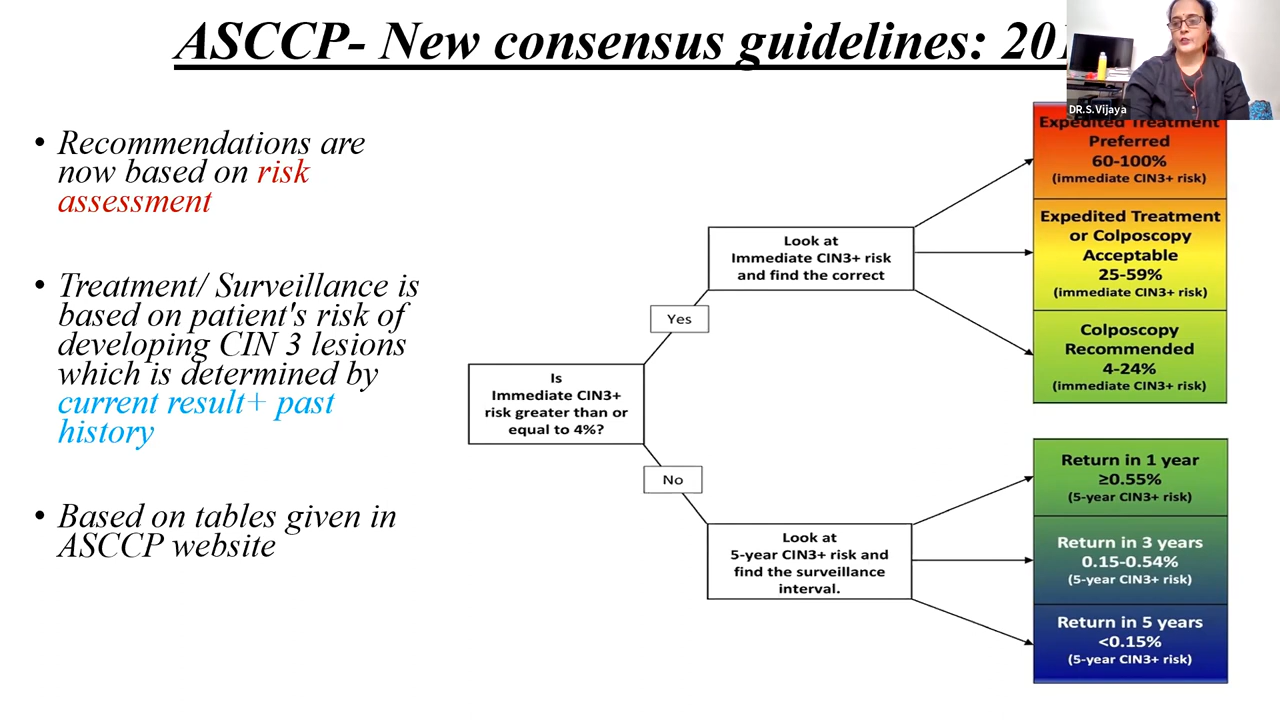 ASCCP- New consensus guidelines: 201
DR.S.Vijaya
• Recommendations are
now based on risk
assessment
• Treatment/ Surveillance is
based on patient's risk of
developing CIN 3 lesions
which is determined by
current result+ past
history
• Based on tables given in
ASCCP website
Is
Immediate CIN3+
risk greater than or
equal to 4%?
Yes
No
Look at
Immediate CIN3+ risk
and find the correct
Look at
5-year CIN3+ risk and
find the surveillance
interval.
Expedited Treatment
Preferred
60-100%
(immediate CIN3+ risk)
Expedited Treatment
or Colposcopy
Acceptable
25-59%
(immediate CIN3+ risk)
Colposcopy
Recommended
4-24%
(immediate CIN3+ risk)
Return in 1 year
≥0.55%
(5-year CIN3+ risk)
Return in 3 years
0.15-0.54%
(5-year CIN3+ risk)
Return in 5 years
<0.15%
(5-year CIN3+ risk)